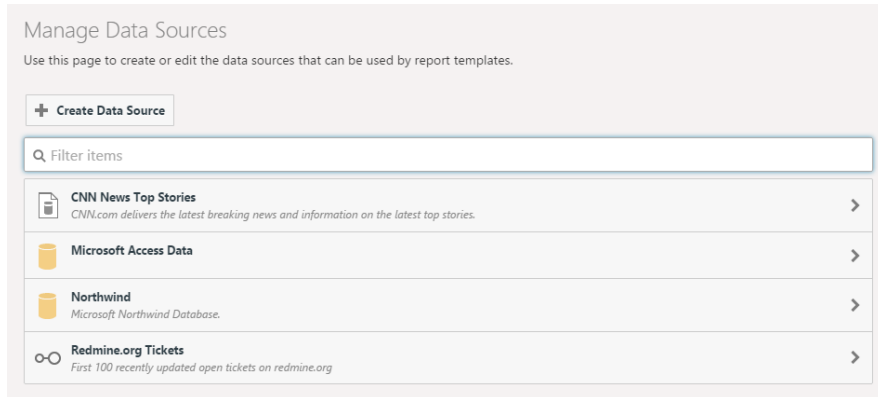 Manage Data Sources
Use this page to create or edit the data sources that can be used by report templates.
Create Data Source
Filter items
CNN News Top Stories
CNN.com delivers the latest breaking news and information on the latest top stories.
Microsoft Access Data
Northwind
Microsoft Northwind Database.
Redmine.org Tickets
First 100 recently updated open tickets on redmine.org